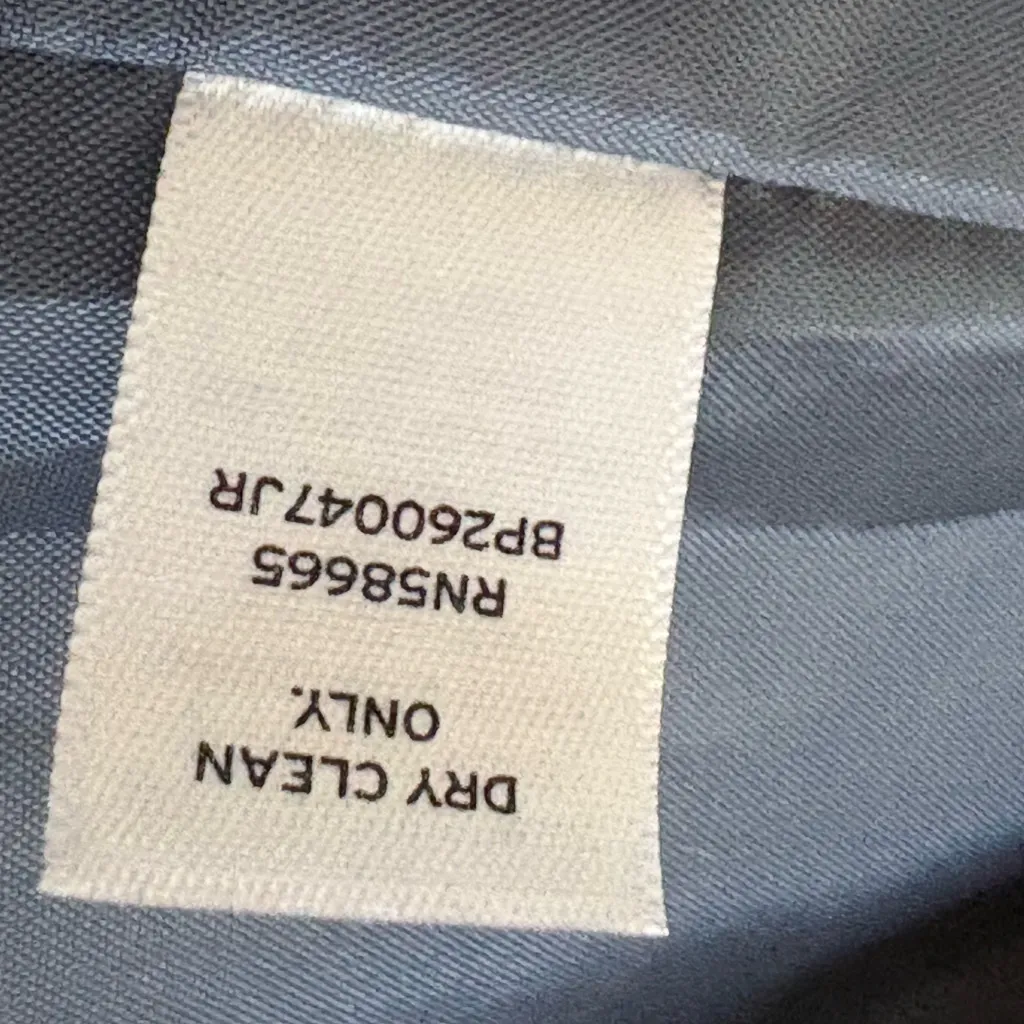 DRY CLEAN
ONLY.
RN58665
BP260047JR